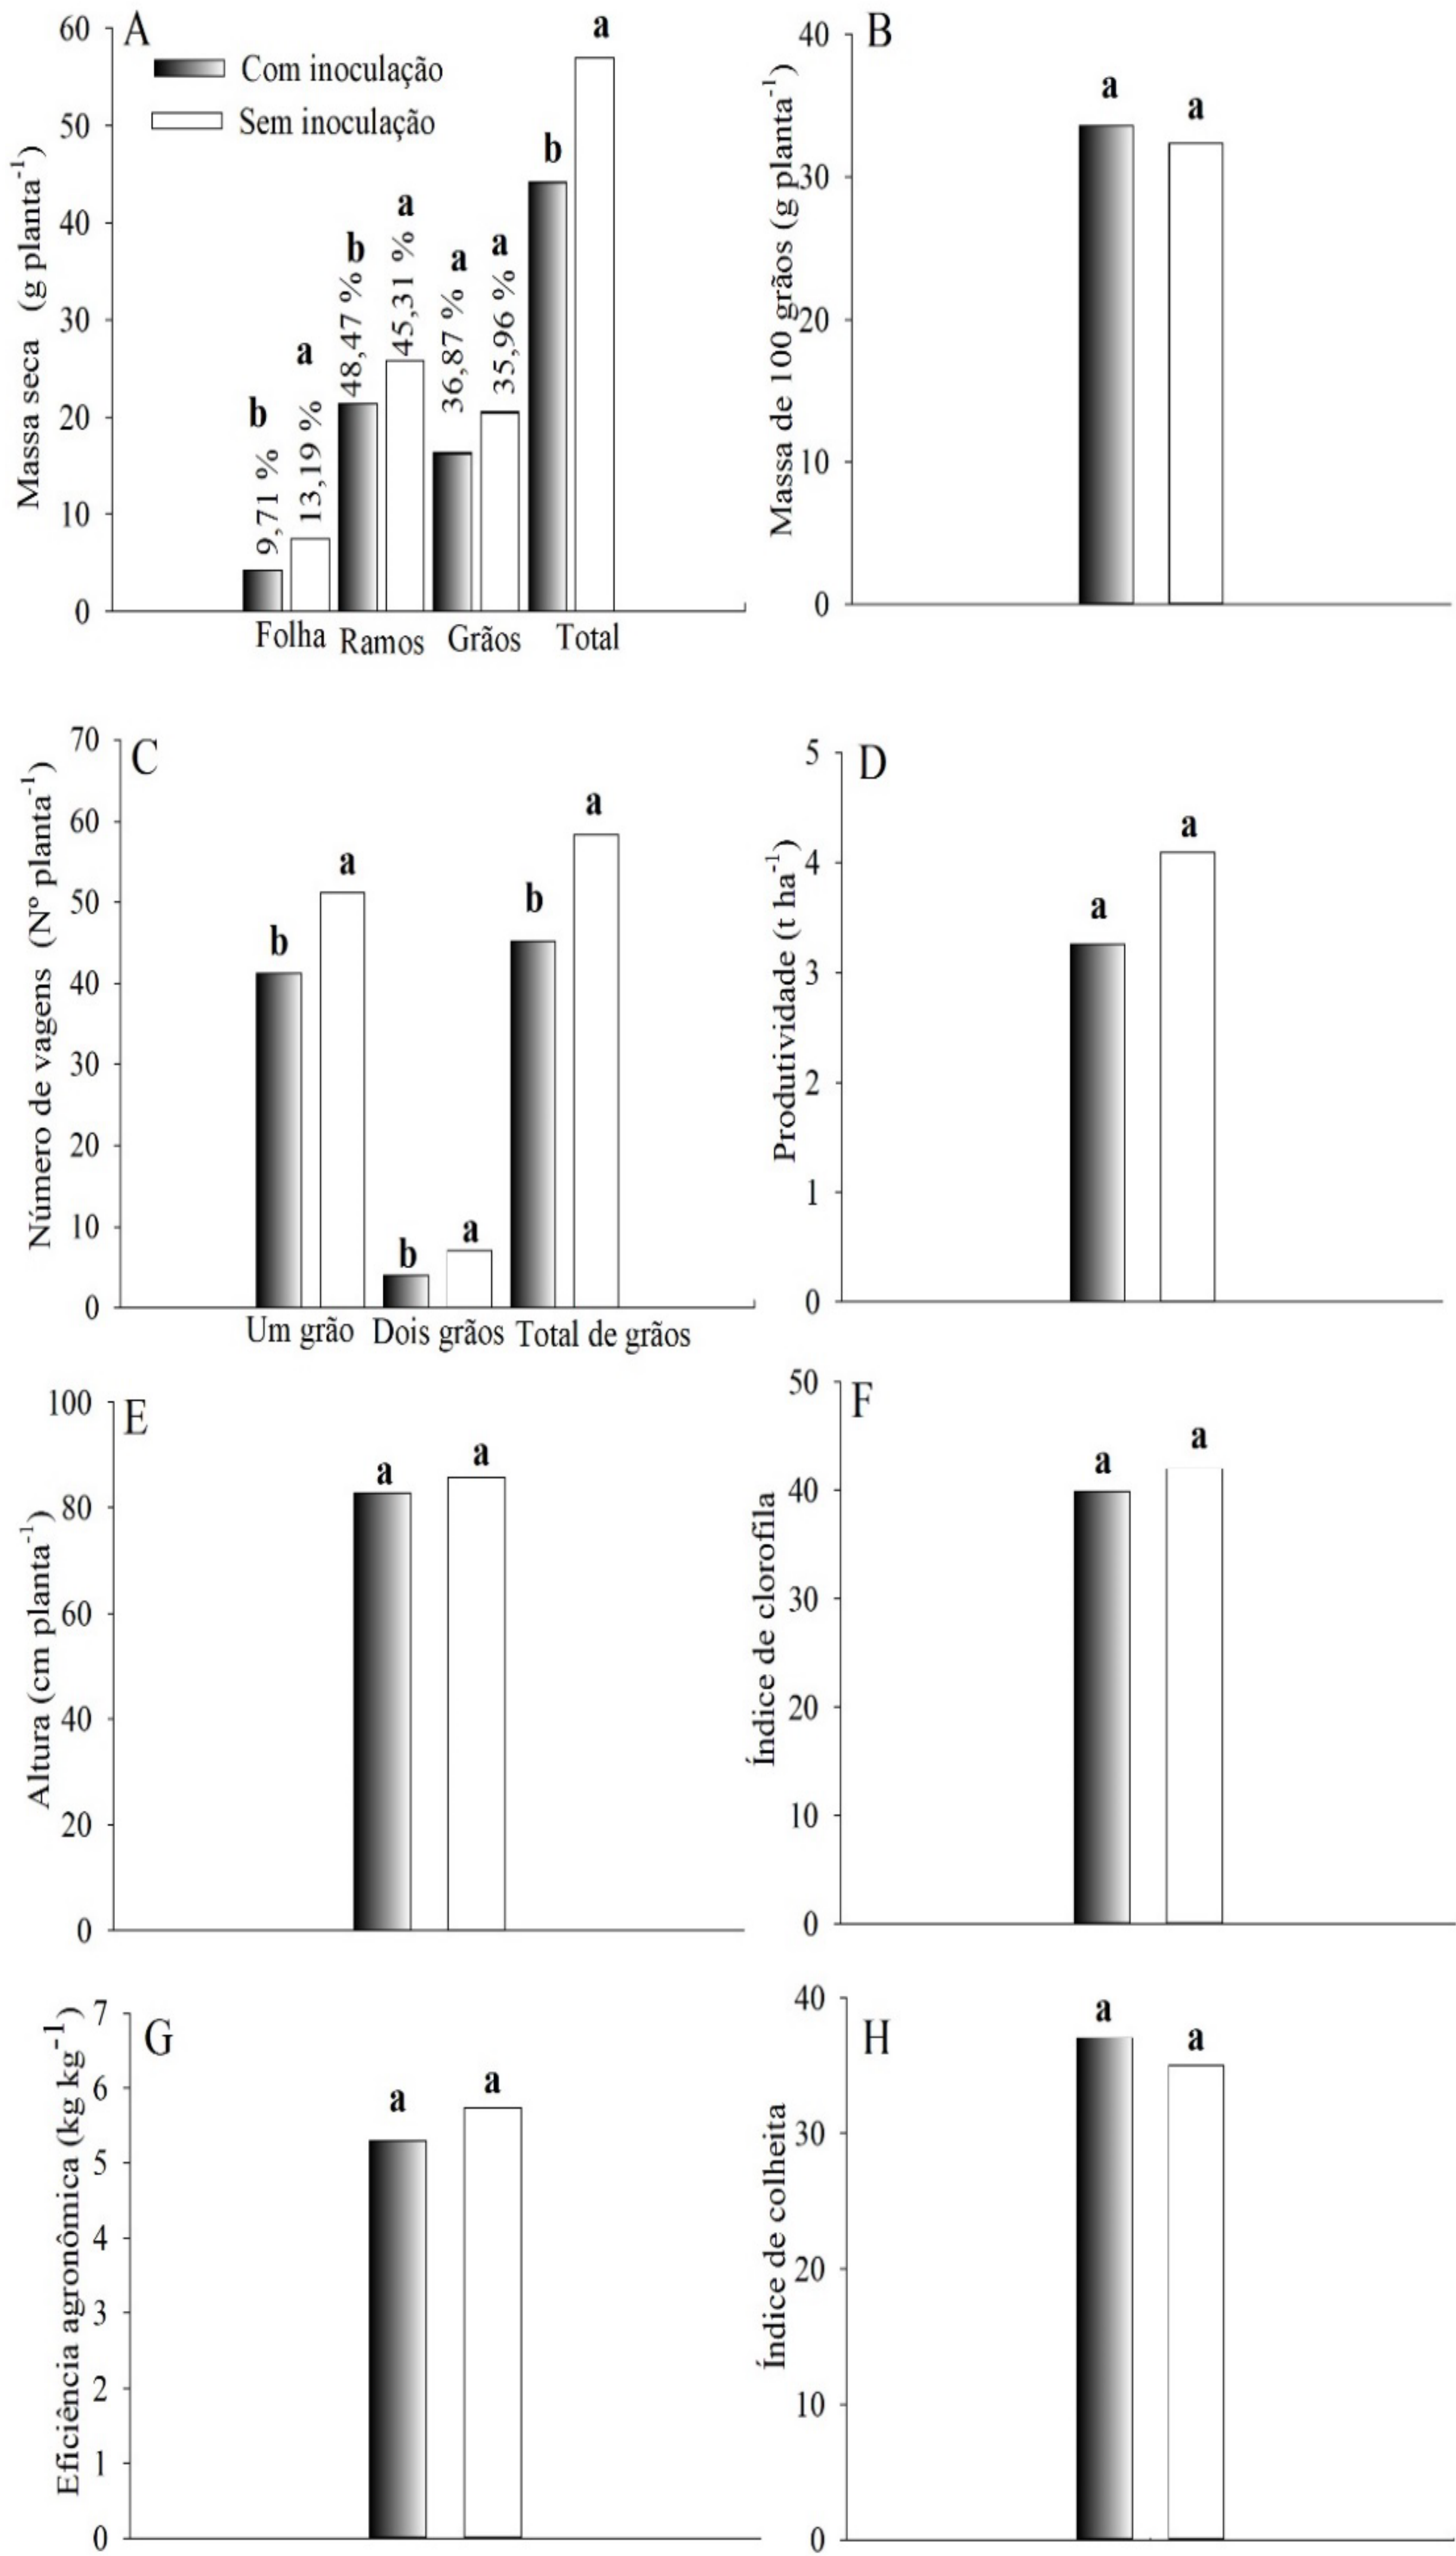 A
Com inoculação
Sem inoculação
Massa seca (g planta-1)
60
50
40
30
20
10
0
b
9,71 %
a
13,19 %
b
48,47 %
a
45,31 %
a
36,87 %
a
35,96 %
b
a
Folha Ramos Grãos Total
B
Massa de 100 grãos (g planta-1)
40
30
20
10
0
a
a
C
Número de vagens (Nº planta-1)
70
60
50
40
30
20
10
0
b
a
b
a
b
a
Um grão Dois grãos Total de grãos
D
Produtividade (t ha-1)
5
4
3
2
1
0
a
a
E
Altura (cm planta-1)
100
80
60
40
20
0
a
a
F
Índice de clorofila
50
40
30
20
10
0
a
a
G
Eficiência agronômica (kg kg-1)
7
6
5
4
3
2
1
0
a
a
H
Índice de colheita
40
30
20
10
0
a
a